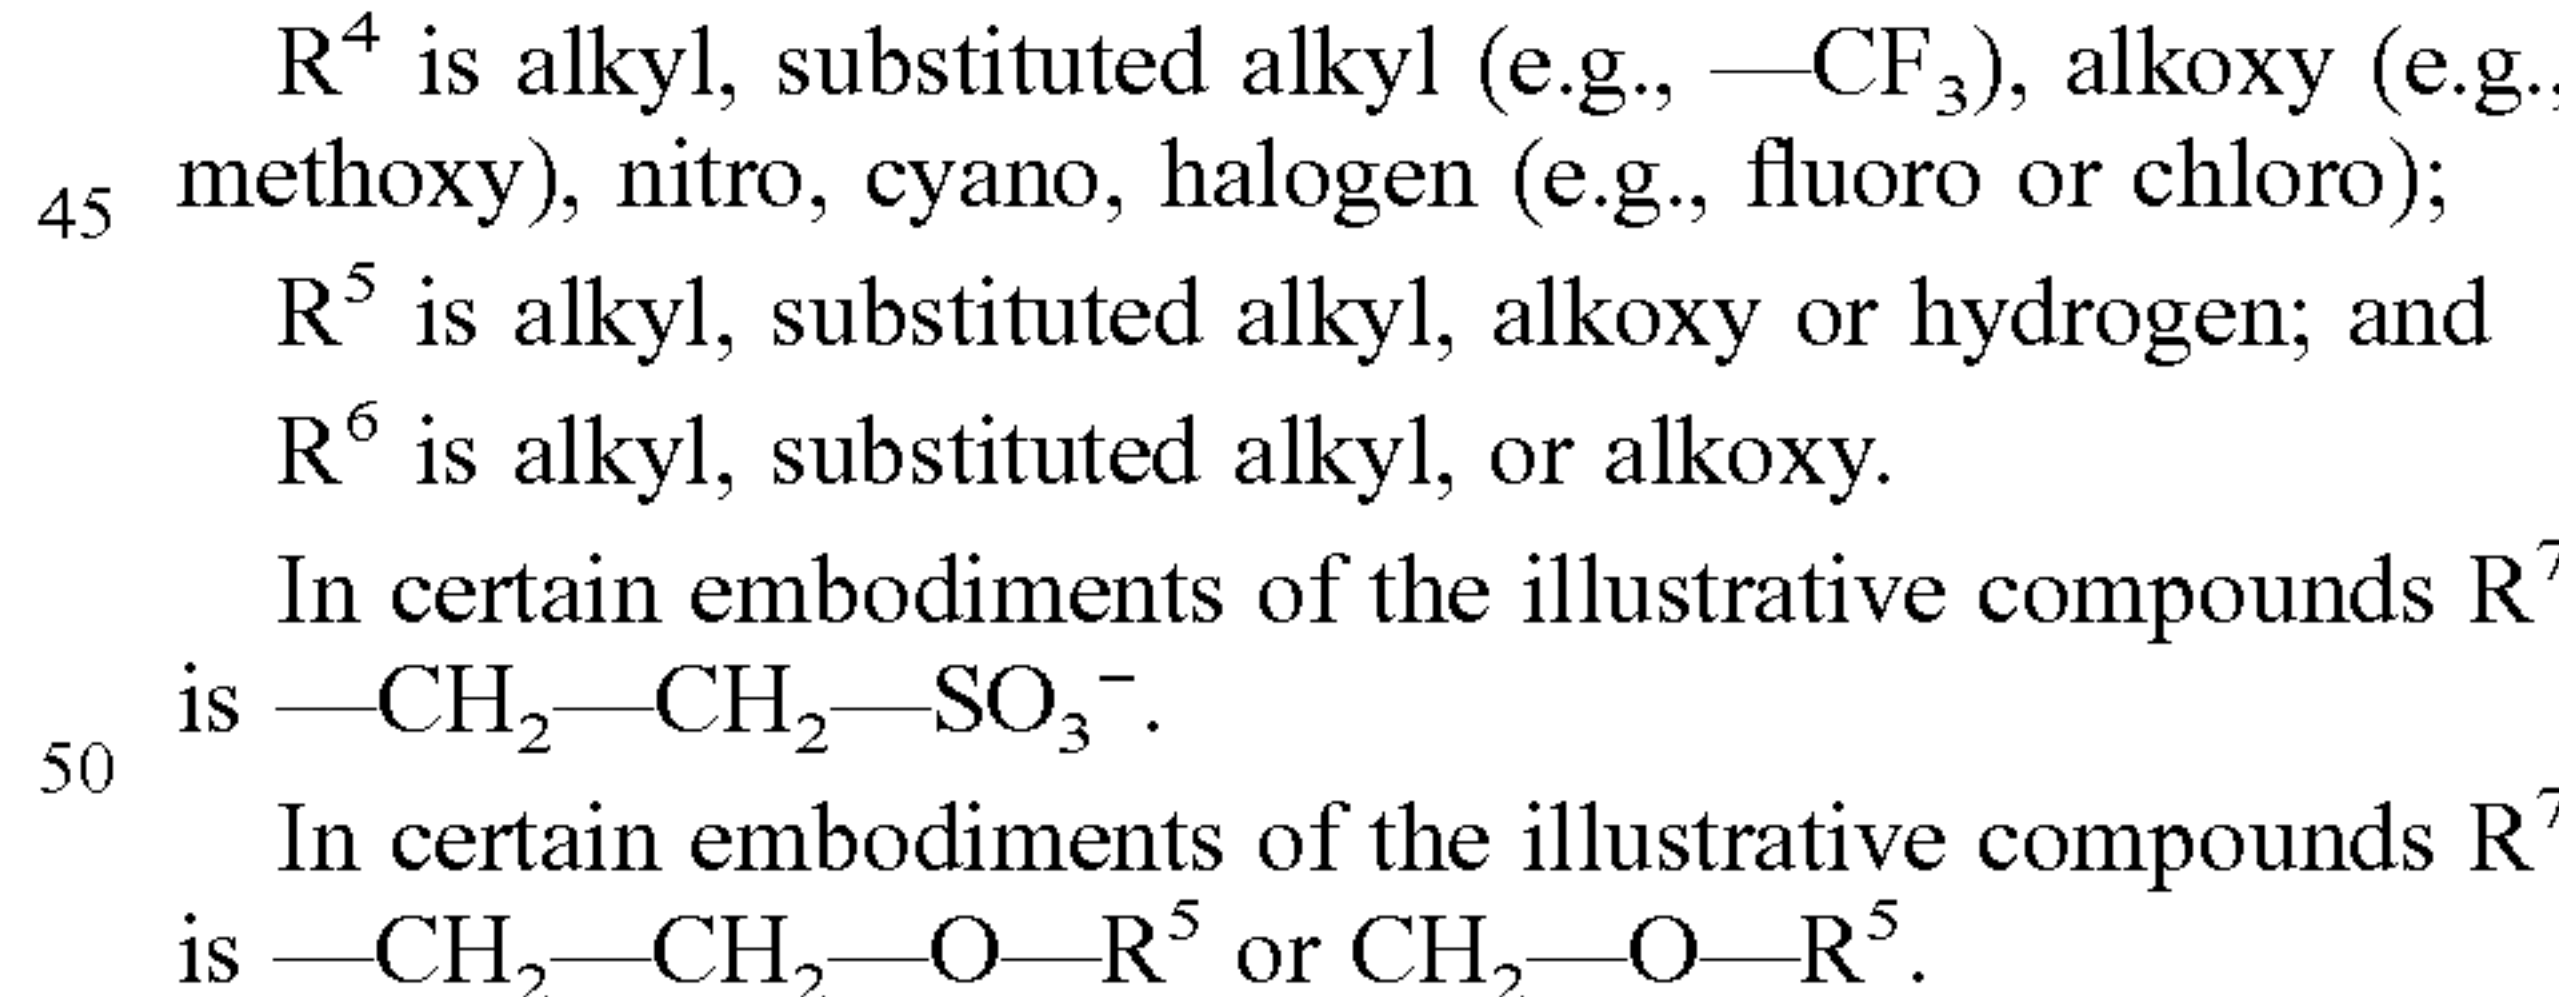 R⁴ is alkyl, substituted alkyl (e.g., —CF₃), alkoxy (e.g.,
45 methoxy), nitro, cyano, halogen (e.g., fluoro or chloro);
R⁵ is alkyl, substituted alkyl, alkoxy or hydrogen; and
R⁶ is alkyl, substituted alkyl, or alkoxy.
In certain embodiments of the illustrative compounds R⁷
is —CH₂—CH₂—SO₃⁻.
50
In certain embodiments of the illustrative compounds R⁷
is —CH₂—CH₂—O—R⁵ or CH₂—O—R⁵.